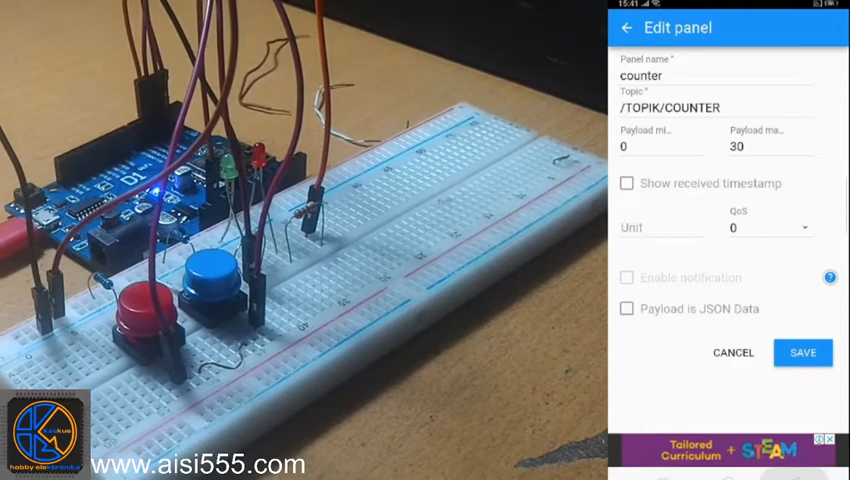 15:41
Edit panel
Panel name *
counter
Topic *
/TOPIK/COUNTER
Payload mi... Payload ma...
0 30
Show received timestamp
QoS
Unit 0
Enable notification ?
Payload is JSON Data
CANCEL SAVE
Tailored
Curriculum + STEAM
D1
kaukus
hobby elektronika
www.aisi555.com